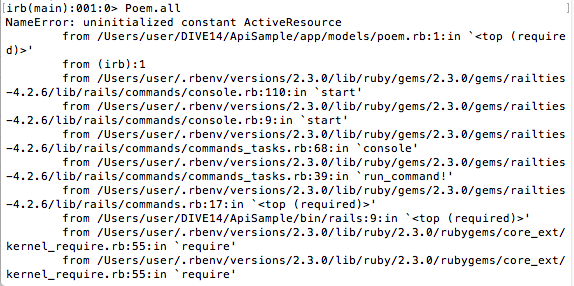 irb(main):001:0> Poem.all
NameError: uninitialized constant ActiveResource
from /Users/user/DIVE14/ApiSample/app/models/poem.rb:1:in `<top (require
d)>'
from (irb):1
from /Users/user/.rbenv/versions/2.3.0/lib/ruby/gems/2.3.0/gems/railties
-4.2.6/lib/rails/commands/console.rb:110:in `start'
from /Users/user/.rbenv/versions/2.3.0/lib/ruby/gems/2.3.0/gems/railties
-4.2.6/lib/rails/commands/console.rb:9:in `start'
from /Users/user/.rbenv/versions/2.3.0/lib/ruby/gems/2.3.0/gems/railties
-4.2.6/lib/rails/commands/commands_tasks.rb:68:in `console'
from /Users/user/.rbenv/versions/2.3.0/lib/ruby/gems/2.3.0/gems/railties
-4.2.6/lib/rails/commands/commands_tasks.rb:39:in `run_command!'
from /Users/user/.rbenv/versions/2.3.0/lib/ruby/gems/2.3.0/gems/railties
-4.2.6/lib/rails/commands.rb:17:in `<top (required)>'
from /Users/user/DIVE14/ApiSample/bin/rails:9:in `<top (required)>'
from /Users/user/.rbenv/versions/2.3.0/lib/ruby/2.3.0/rubygems/core_ext/
kernel_require.rb:55:in `require'
from /Users/user/.rbenv/versions/2.3.0/lib/ruby/2.3.0/rubygems/core_ext/
kernel_require.rb:55:in `require'